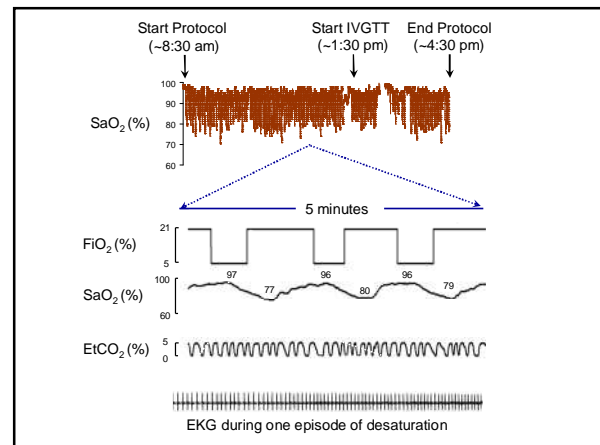 Start Protocol Start IVGTT End Protocol
(~8:30 am) (~1:30 pm) (~4:30 pm)
100
90
SaO2 (%)
80
70
60
5 minutes
21
FiO2 (%)
5
97 96 96
100
SaO2 (%)
77 80 79
60
5
EtCO2 (%)
0
EKG during one episode of desaturation